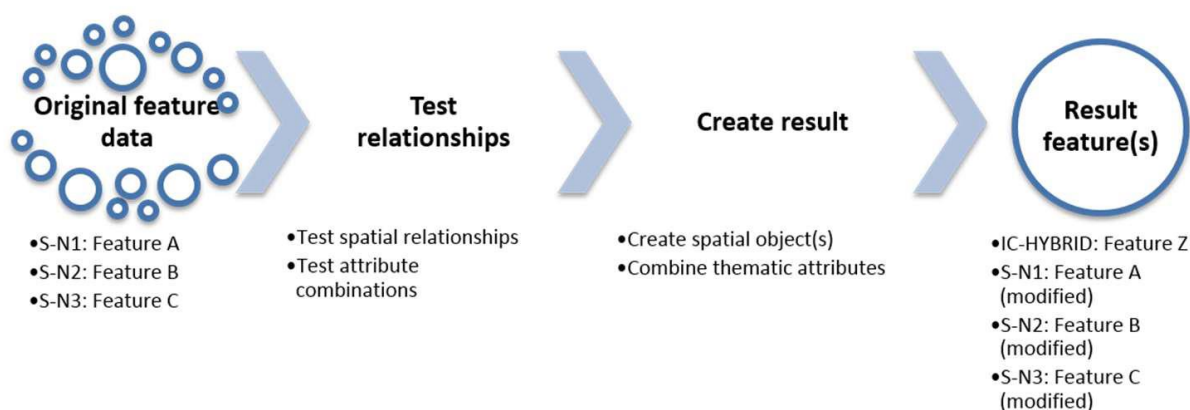 Original feature
data
•S-N1: Feature A
•S-N2: Feature B
•S-N3: Feature C
Test
relationships
•Test spatial relationships
•Test attribute
combinations
Create result
•Create spatial object(s)
•Combine thematic attributes
Result
feature(s)
•IC-HYBRID: Feature Z
•S-N1: Feature A
(modified)
•S-N2: Feature B
(modified)
•S-N3: Feature C
(modified)